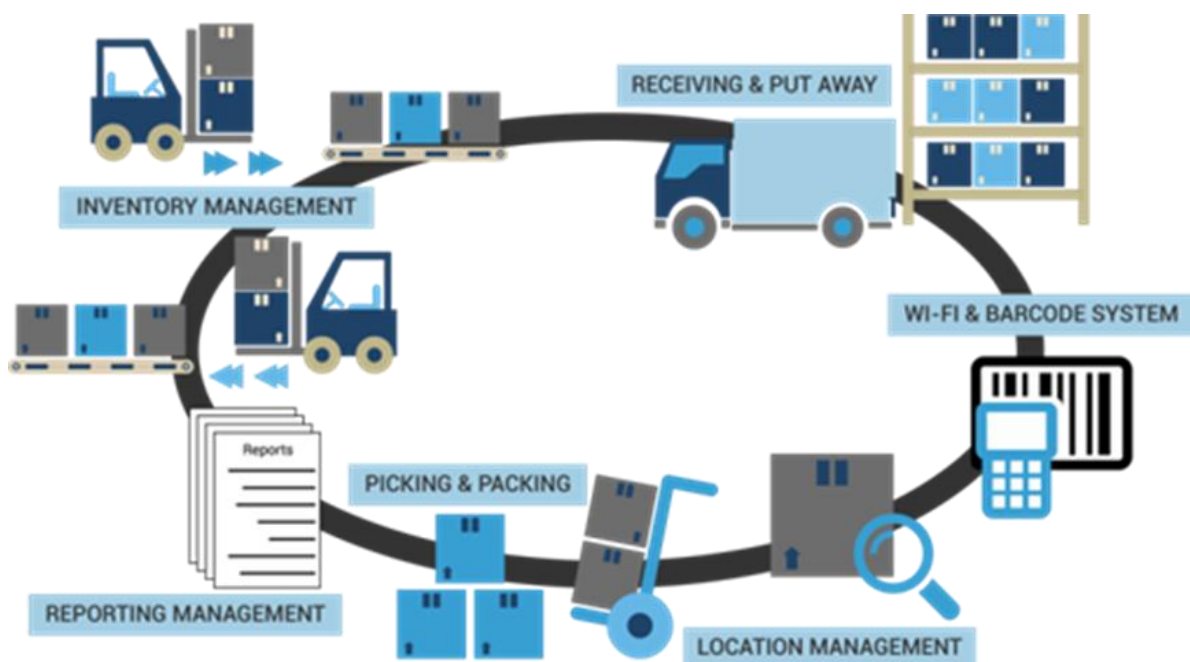 RECEIVING & PUT AWAY
INVENTORY MANAGEMENT
WI-FI & BARCODE SYSTEM
Reports
PICKING & PACKING
REPORTING MANAGEMENT
LOCATION MANAGEMENT